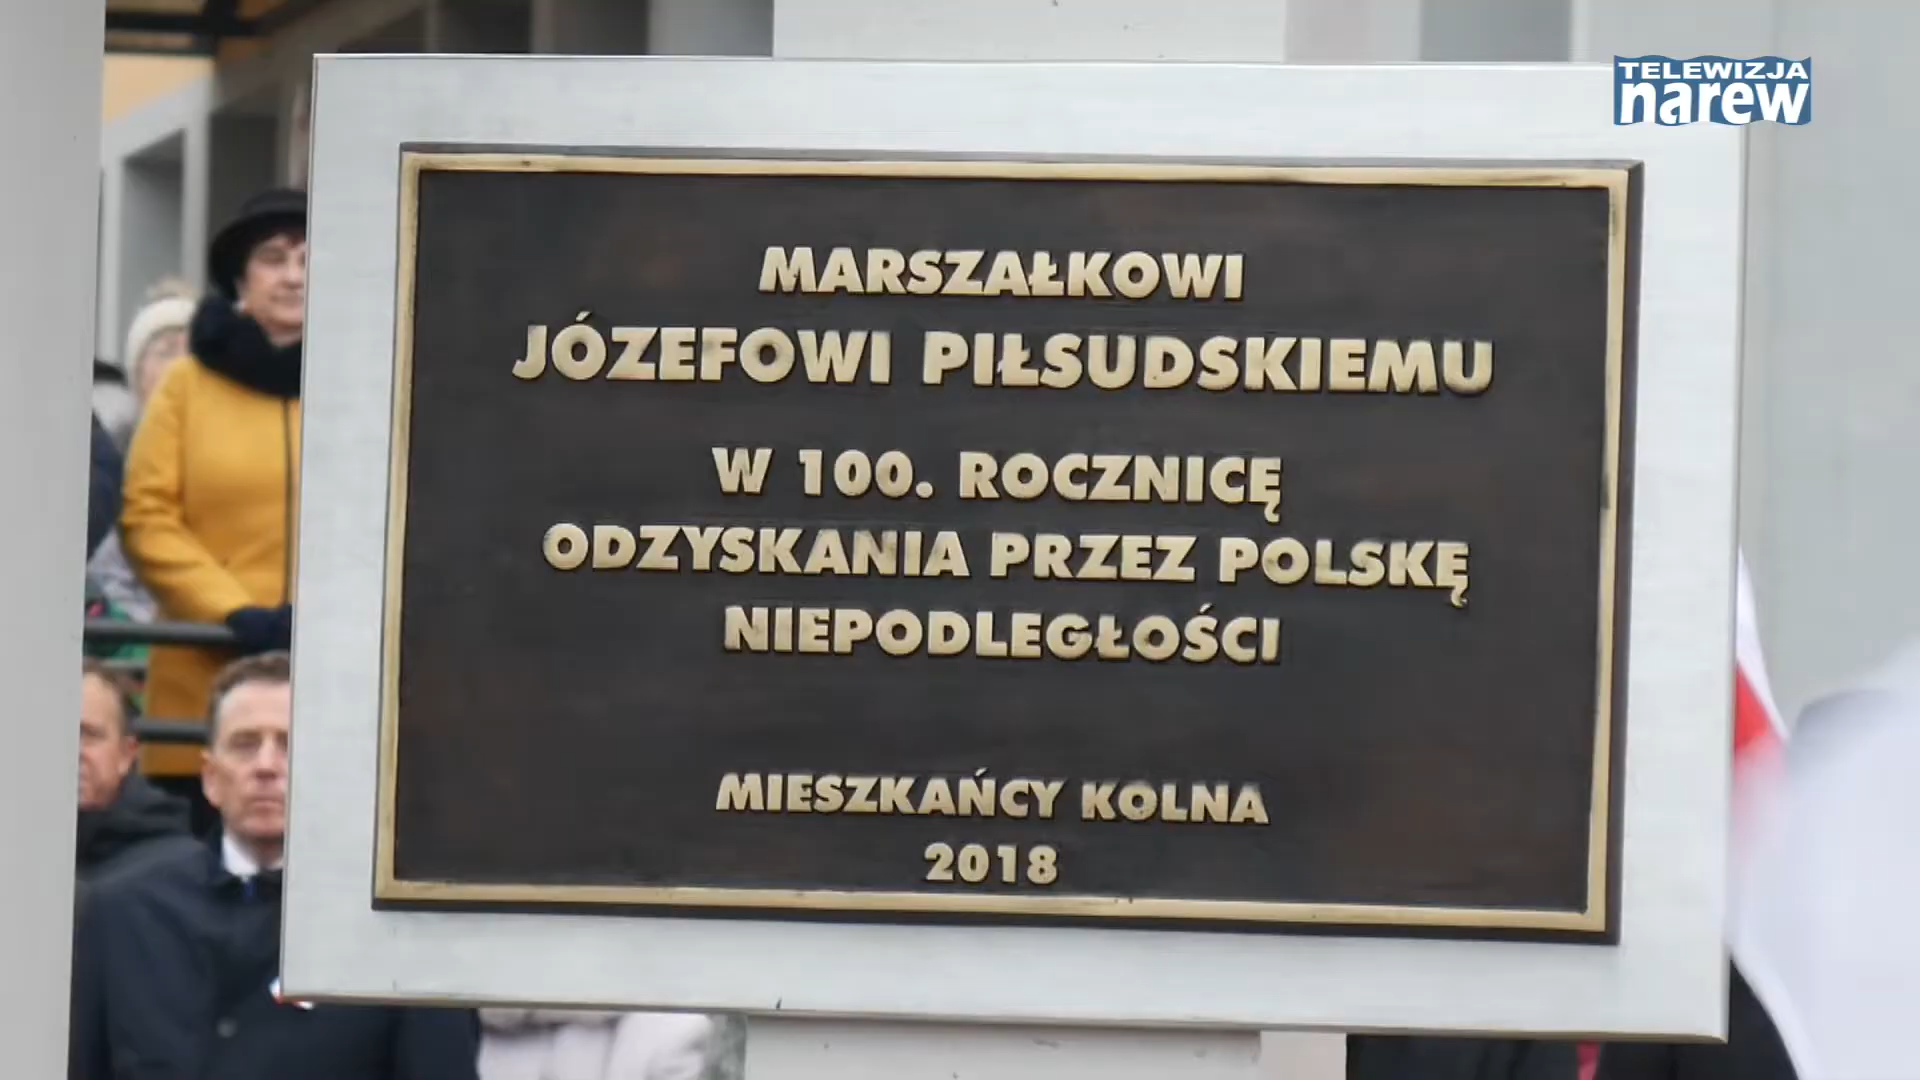 TELEWIZJA
narew
MARSZAŁKOWI
JÓZEFOWI PIŁSUDSKIEMU
W 100. ROCZNICĘ
ODZYSKANIA PRZEZ POLSKĘ
NIEPODLEGŁOŚCI
MIESZKAŃCY KOLNA
2018